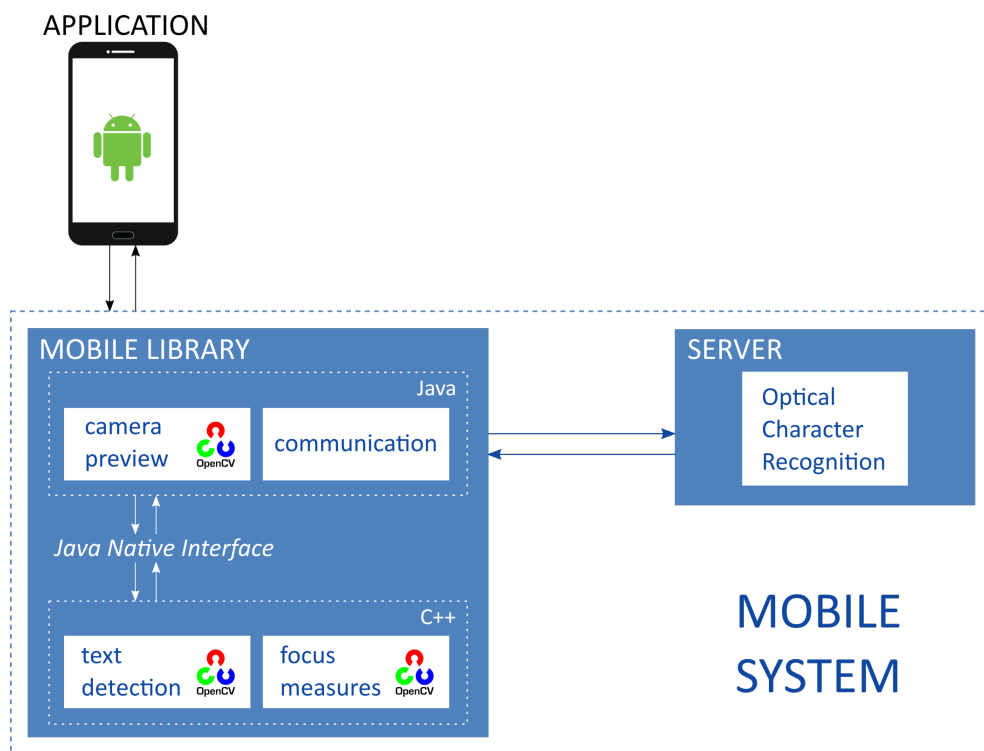 APPLICATION
MOBILE LIBRARY
Java
camera
preview
OpenCV
communication
Java Native Interface
C++
text
detection
OpenCV
focus
measures
OpenCV
SERVER
Optical
Character
Recognition
MOBILE
SYSTEM